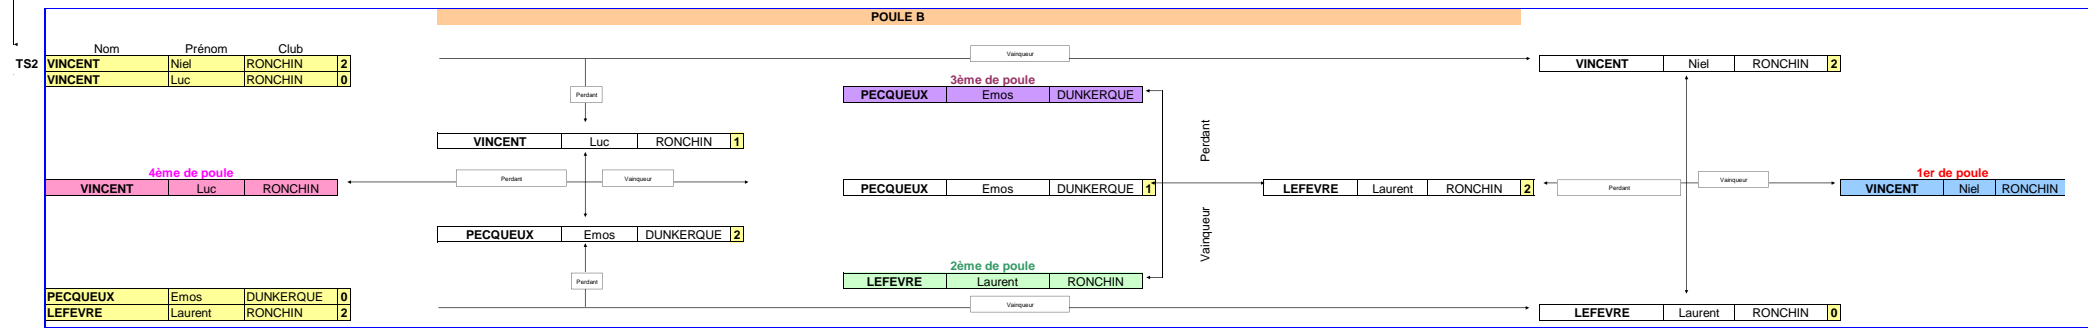 POULE B
Nom Prénom Club
TS2 VINCENT Niel RONCHIN 2
VINCENT Luc RONCHIN 0
Vainqueur
VINCENT Niel RONCHIN 2
3ème de poule
PECQUEUX Emos DUNKERQUE
Perdant
Perdant
VINCENT Luc RONCHIN 1
4ème de poule
VINCENT Luc RONCHIN
Perdant
Vainqueur
PECQUEUX Emos DUNKERQUE 1
LEFEVRE Laurent RONCHIN 2
Perdant
Vainqueur
1er de poule
VINCENT Niel RONCHIN
Vainqueur
PECQUEUX Emos DUNKERQUE 2
2ème de poule
LEFEVRE Laurent RONCHIN
Perdant
PECQUEUX Emos DUNKERQUE 0
LEFEVRE Laurent RONCHIN 2
Vainqueur
LEFEVRE Laurent RONCHIN 0